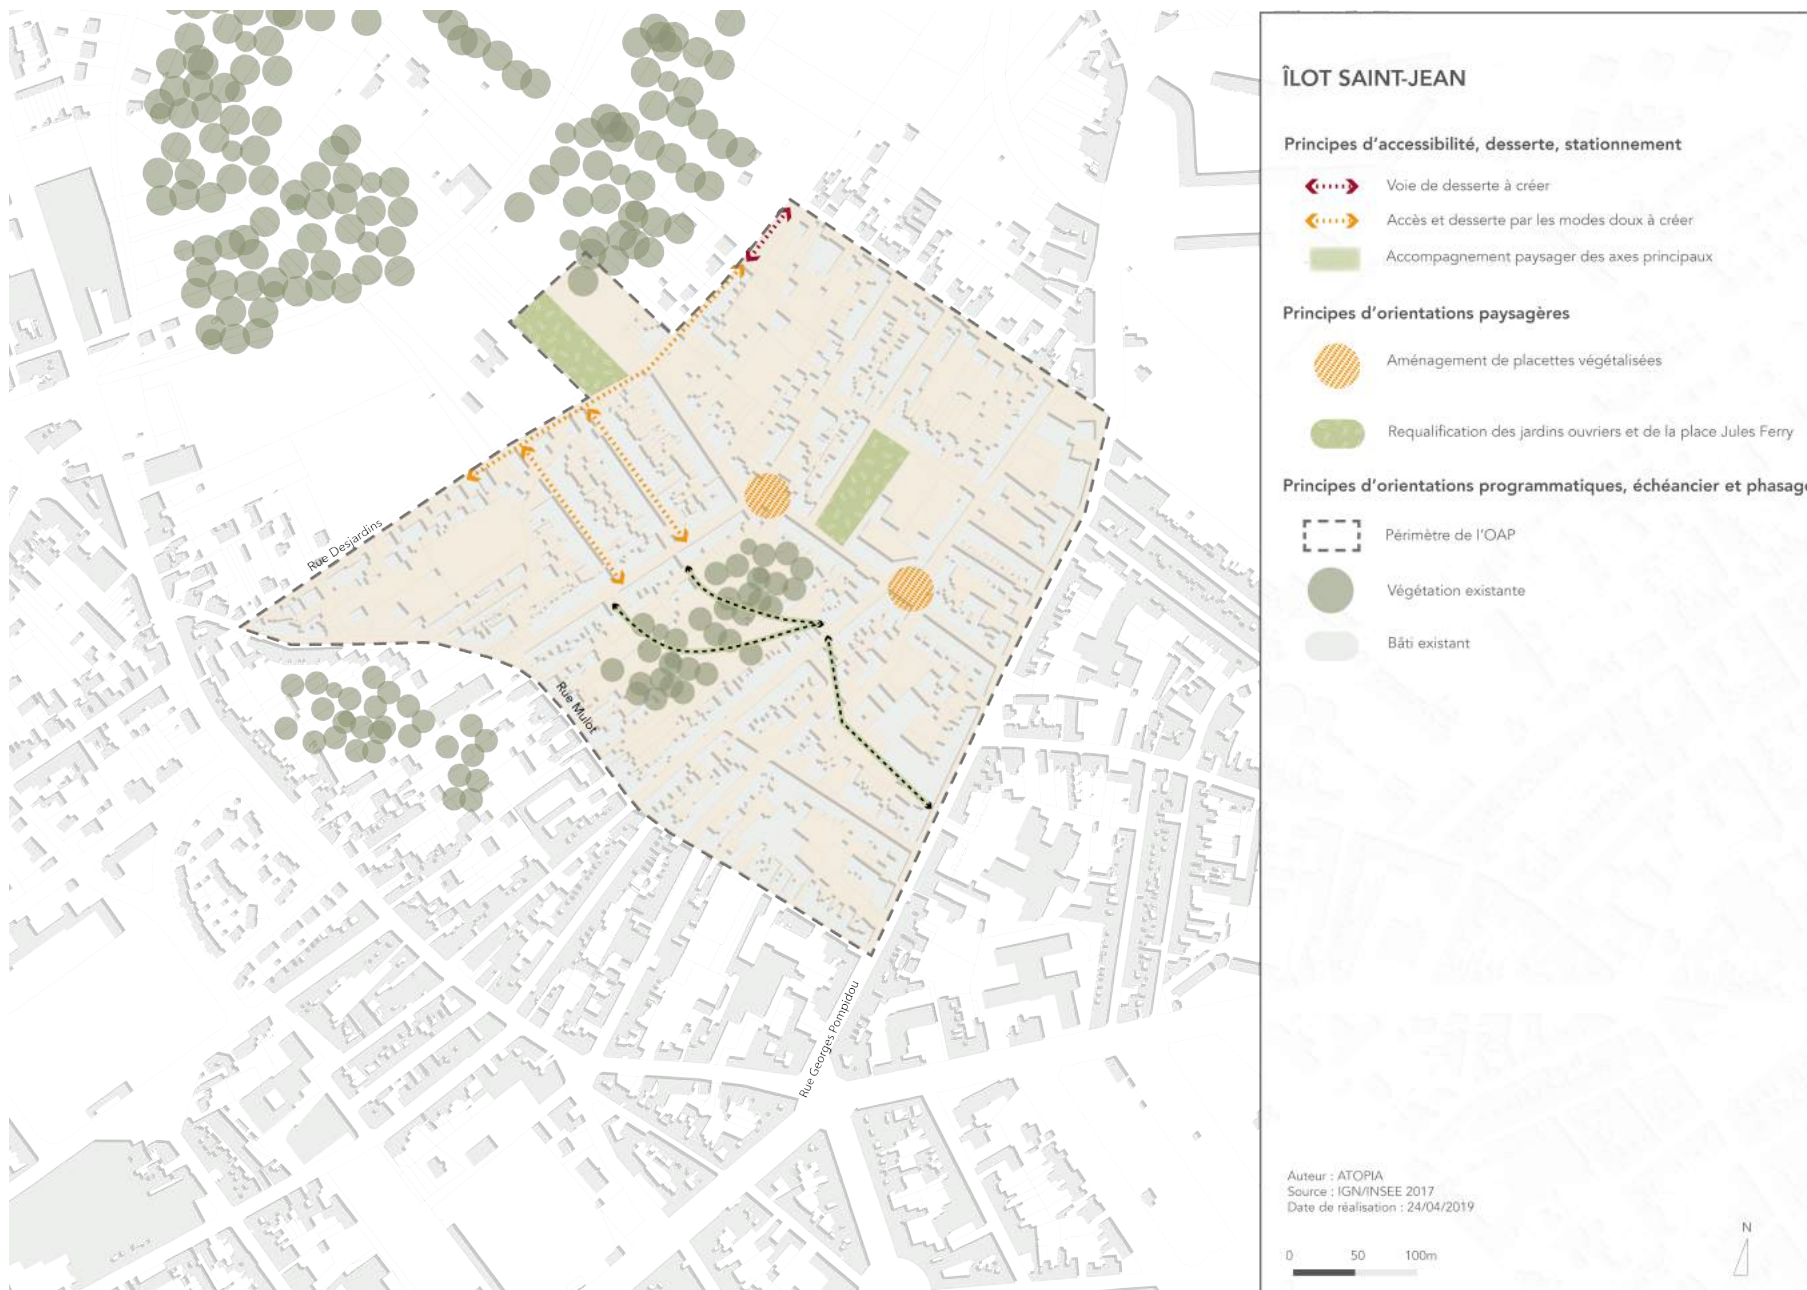 ÎLOT SAINT-JEAN
Principes d'accessibilité, desserte, stationnement
Voie de desserte à créer
Accès et desserte par les modes doux à créer
Accompagnement paysager des axes principaux
Principes d'orientations paysagères
Aménagement de placettes végétalisées
Requalification des jardins ouvriers et de la place Jules Ferry
Principes d'orientations programmatiques, échéancier et phasage
Périmètre de l'OAP
Végétation existante
Bâti existant
Rue Desjardins
Rue Mulot
Rue Georges Pompidou
Auteur : ATOPIA
Source : IGN/INSEE 2017
Date de réalisation : 24/04/2019
N
0 50 100m